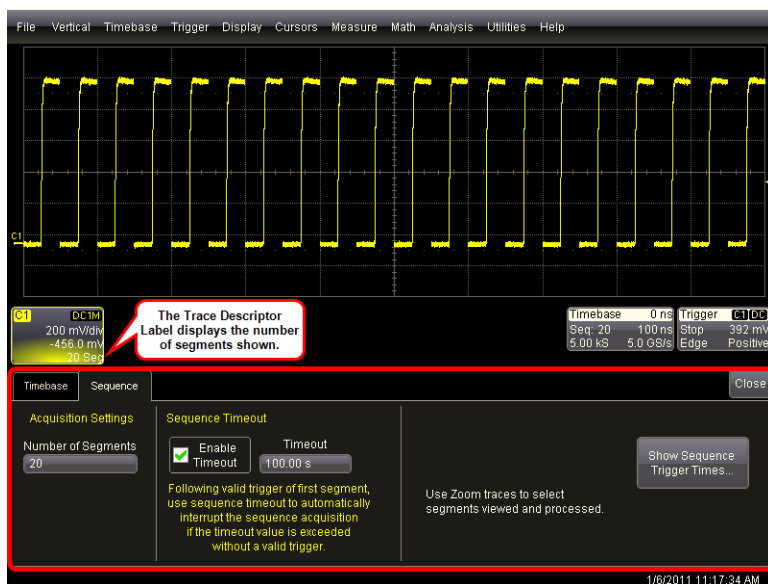 File Vertical Timebase Trigger Display Cursors Measure Math Analysis Utilities Help
C1
C1 DC1M
200 mV/div
-456.0 mV
20 Seg
The Trace Descriptor
Label displays the number
of segments shown.
Timebase 0 ns
Seq: 20 100 ns
5.00 kS 5.0 GS/s
Trigger C1 DC
Stop 392 mV
Edge Positive
Timebase Sequence Close
Acquisition Settings
Number of Segments
20
Sequence Timeout
Enable
Timeout
Timeout
100.00 s
Following valid trigger of first segment,
use sequence timeout to automatically
interrupt the sequence acquisition
if the timeout value is exceeded
without a valid trigger.
Show Sequence
Trigger Times...
Use Zoom traces to select
segments viewed and processed.
1/6/2011 11:17:34 AM